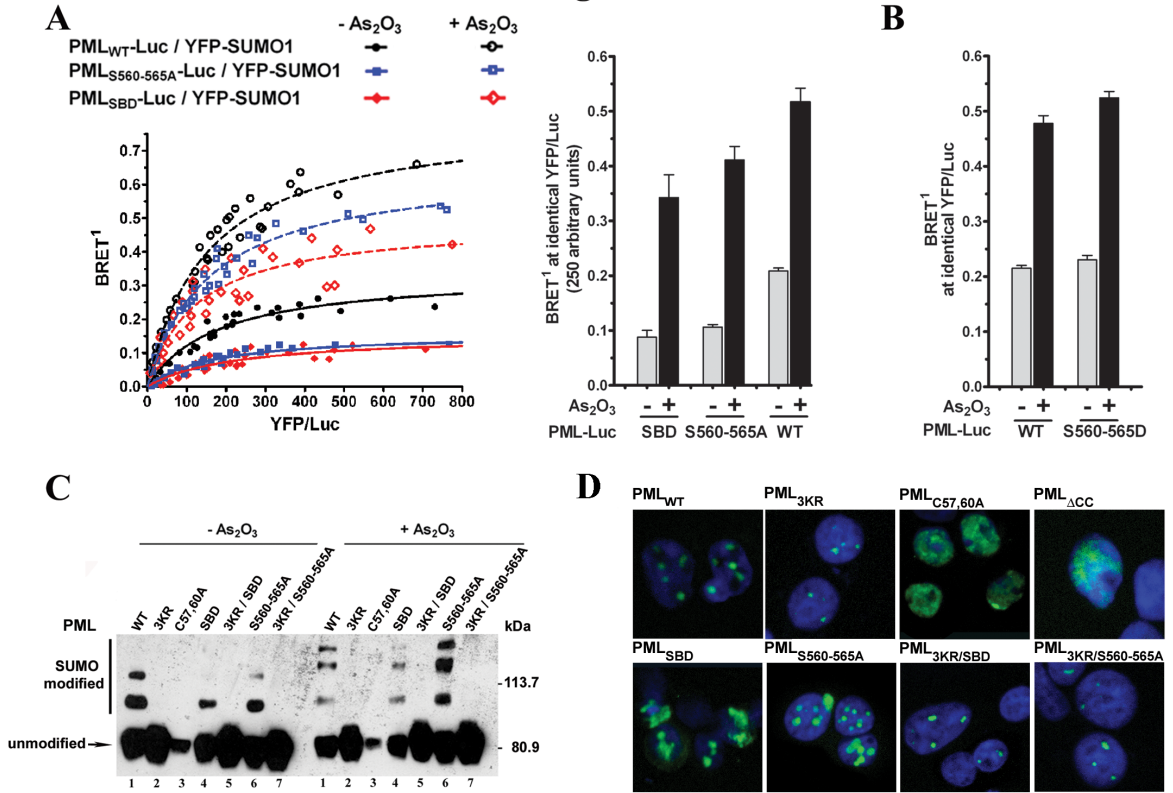 A
- As2O3 + As2O3
PMLWT-Luc / YFP-SUMO1
PMLS560-565A-Luc / YFP-SUMO1
PMLSBD-Luc / YFP-SUMO1
BRET1
0.7
0.6
0.5
0.4
0.3
0.2
0.1
0.0
0 100 200 300 400 500 600 700 800
YFP/Luc
BRET1 at identical YFP/Luc
(250 arbitrary units)
0.6
0.5
0.4
0.3
0.2
0.1
0.0
As2O3 - + - + - +
PML-Luc SBD S560-565A WT
B
BRET1
at identical YFP/Luc
0.6
0.5
0.4
0.3
0.2
0.1
0.0
As2O3 - + - +
PML-Luc WT S560-565D
C
- As2O3 + As2O3
PML WT 3KR C57,60A SBD 3KR / SBD S560-565A 3KR / S560-565A WT 3KR C57,60A SBD 3KR / SBD S560-565A 3KR / S560-565A kDa
SUMO
modified
- 113.7
unmodified
- 80.9
1 2 3 4 5 6 7 1 2 3 4 5 6 7
D
PMLWT PML3KR PMLC57,60A PMLΔCC
PMLSBD PMLS560-565A PML3KR/SBD PML3KR/S560-565A